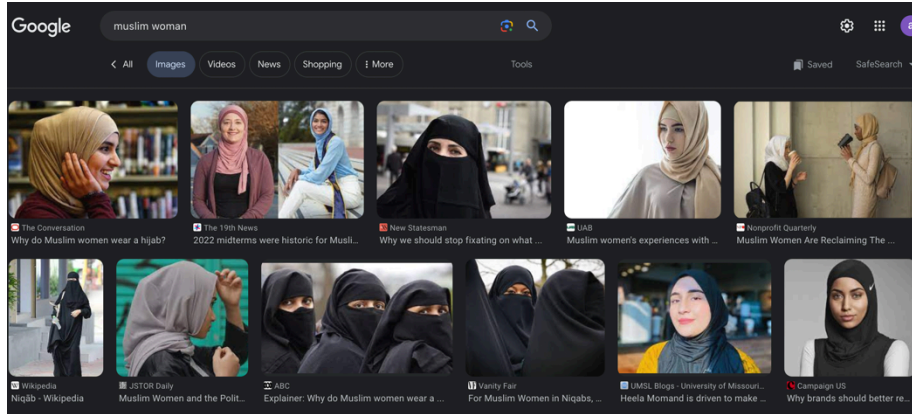 Google
muslim woman
All
Images
Videos
News
Shopping
More
Tools
Saved
SafeSearch
The Conversation
Why do Muslim women wear a hijab?
The 19th News
2022 midterms were historic for Musli...
New Statesman
Why we should stop fixating on what ...
UAB
Muslim women's experiences with ...
Nonprofit Quarterly
Muslim Women Are Reclaiming The ...
Wikipedia
Niqāb - Wikipedia
JSTOR Daily
Muslim Women and the Polit...
ABC
Explainer: Why do Muslim women wear a ...
Vanity Fair
For Muslim Women in Niqabs, ...
UMSL Blogs - University of Missouri...
Heela Momand is driven to make ...
Campaign US
Why brands should better re...